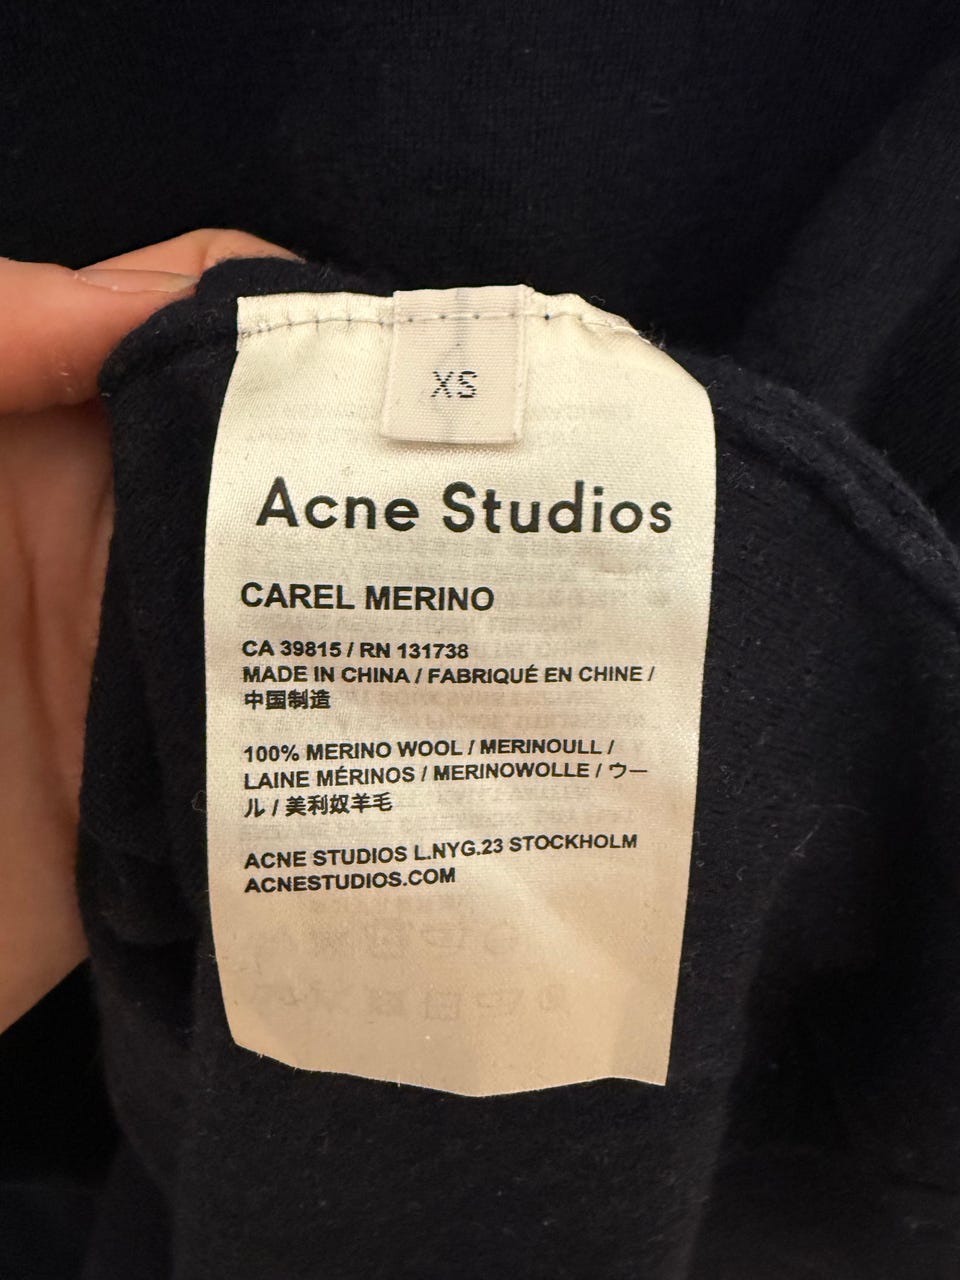 XS
Acne Studios
CAREL MERINO
CA 39815 / RN 131738
MADE IN CHINA / FABRIQUÉ EN CHINE /
中国制造
100% MERINO WOOL / MERINOULL /
LAINE MÉRINOS / MERINOWOLLE / ウー
ル / 美利奴羊毛
ACNE STUDIOS L.NYG.23 STOCKHOLM
ACNESTUDIOS.COM